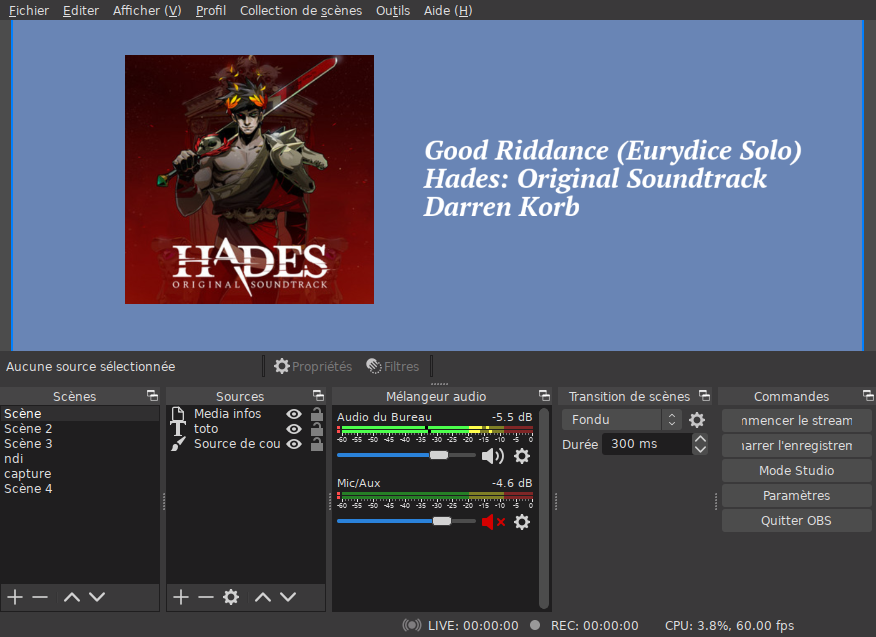 Fichier Editer Afficher (V) Profil Collection de scènes Outils Aide (H)
HADES
ORIGINAL SOUNDTRACK
Good Riddance (Eurydice Solo)
Hades: Original Soundtrack
Darren Korb
Aucune source sélectionnée Propriétés Filtres
Scènes
Scène
Scène 2
Scène 3
ndi
capture
Scène 4
Sources
Media infos
toto
Source de cou
Mélangeur audio
Audio du Bureau -5.5 dB
-60 -55 -50 -45 -40 -35 -30 -25 -20 -15 -10 -5 0
Mic/Aux -4.6 dB
-60 -55 -50 -45 -40 -35 -30 -25 -20 -15 -10 -5 0
Transition de scènes
Fondu
Durée 300 ms
Commandes
nmencer le stream
ıarrer l'enregistren
Mode Studio
Paramètres
Quitter OBS
LIVE: 00:00:00 REC: 00:00:00 CPU: 3.8%, 60.00 fps